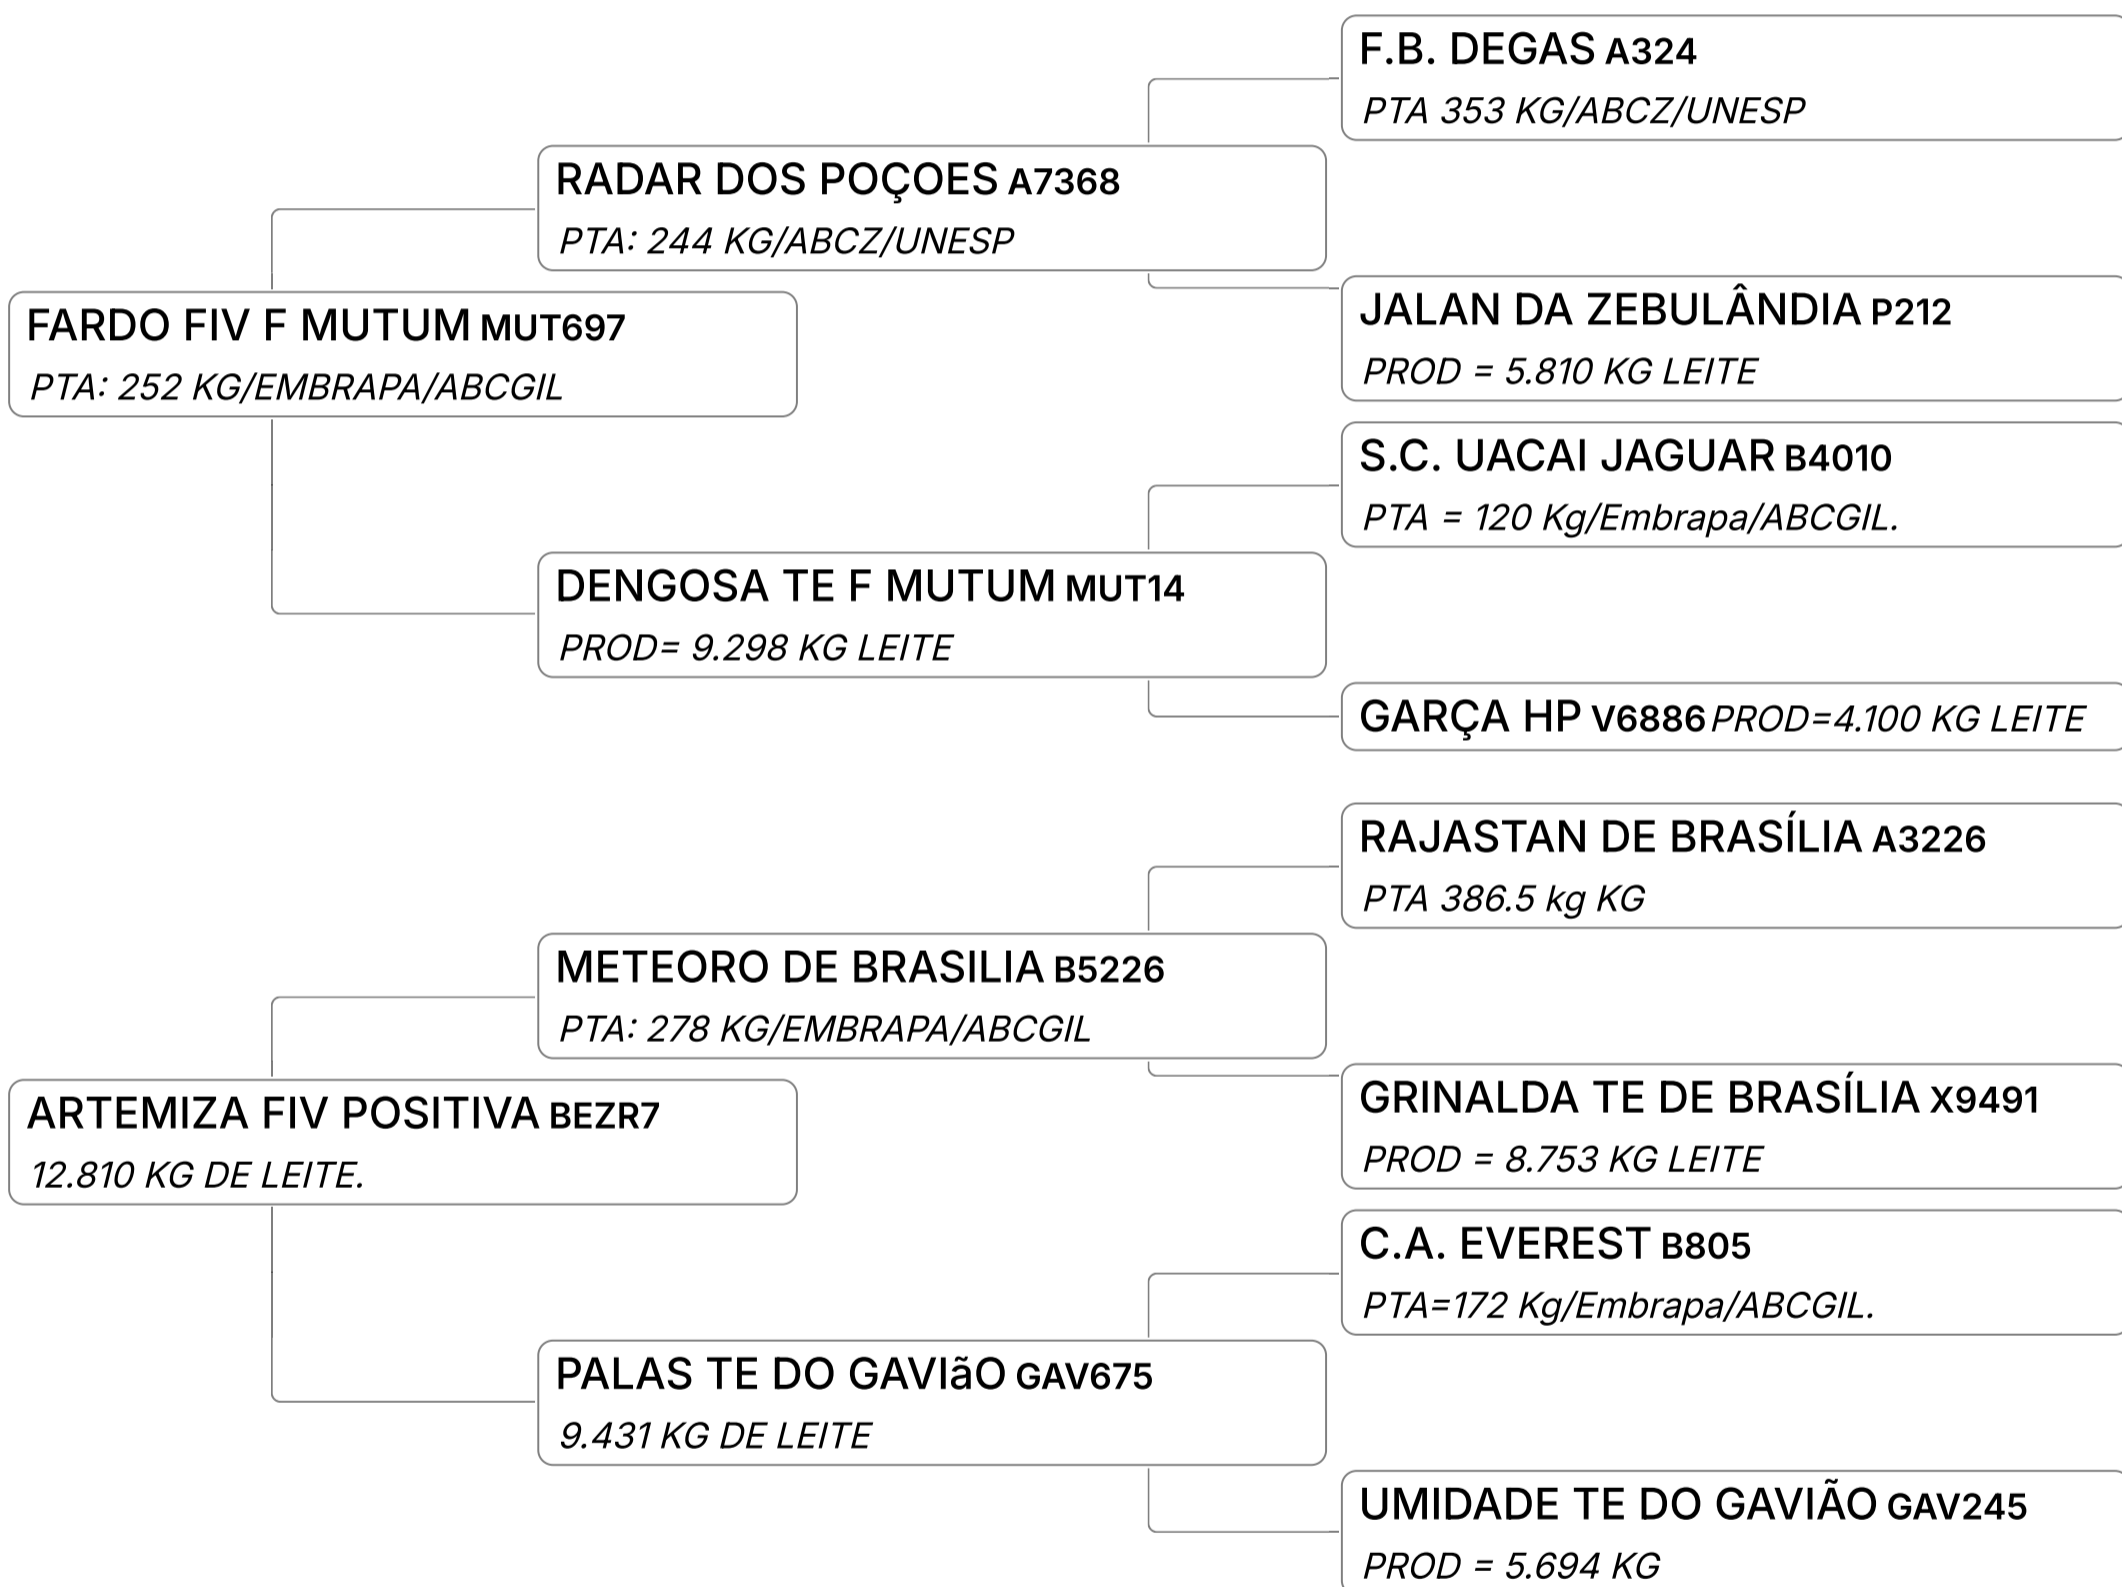 F.B. DEGAS A324
PTA 353 KG/ABCZ/UNESP
RADAR DOS POÇOES A7368
PTA: 244 KG/ABCZ/UNESP
JALAN DA ZEBULÂNDIA P212
PROD = 5.810 KG LEITE
FARDO FIV F MUTUM MUT697
PTA: 252 KG/EMBRAPA/ABCGIL
S.C. UACAI JAGUAR B4010
PTA = 120 Kg/Embrapa/ABCGIL.
DENGOSA TE F MUTUM MUT14
PROD= 9.298 KG LEITE
GARÇA HP V6886 PROD=4.100 KG LEITE
RAJASTAN DE BRASÍLIA A3226
PTA 386.5 kg KG
METEORO DE BRASILIA B5226
PTA: 278 KG/EMBRAPA/ABCGIL
GRINALDA TE DE BRASÍLIA X9491
PROD = 8.753 KG LEITE
ARTEMIZA FIV POSITIVA BEZR7
12.810 KG DE LEITE.
C.A. EVEREST B805
PTA=172 Kg/Embrapa/ABCGIL.
PALAS TE DO GAVIãO GAV675
9.431 KG DE LEITE
UMIDADE TE DO GAVIÃO GAV245
PROD = 5.694 KG